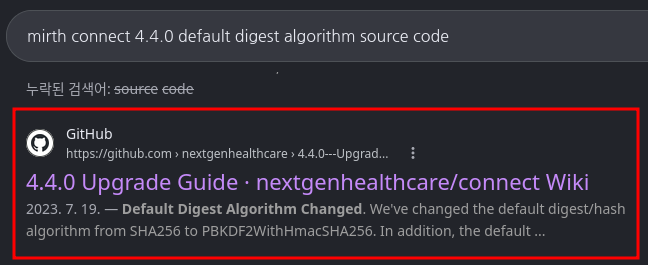 mirth connect 4.4.0 default digest algorithm source code
누락된 검색어: source code
GitHub
https://github.com › nextgenhealthcare › 4.4.0---Upgrad...
4.4.0 Upgrade Guide · nextgenhealthcare/connect Wiki
2023. 7. 19. — Default Digest Algorithm Changed. We've changed the default digest/hash
algorithm from SHA256 to PBKDF2WithHmacSHA256. In addition, the default ...